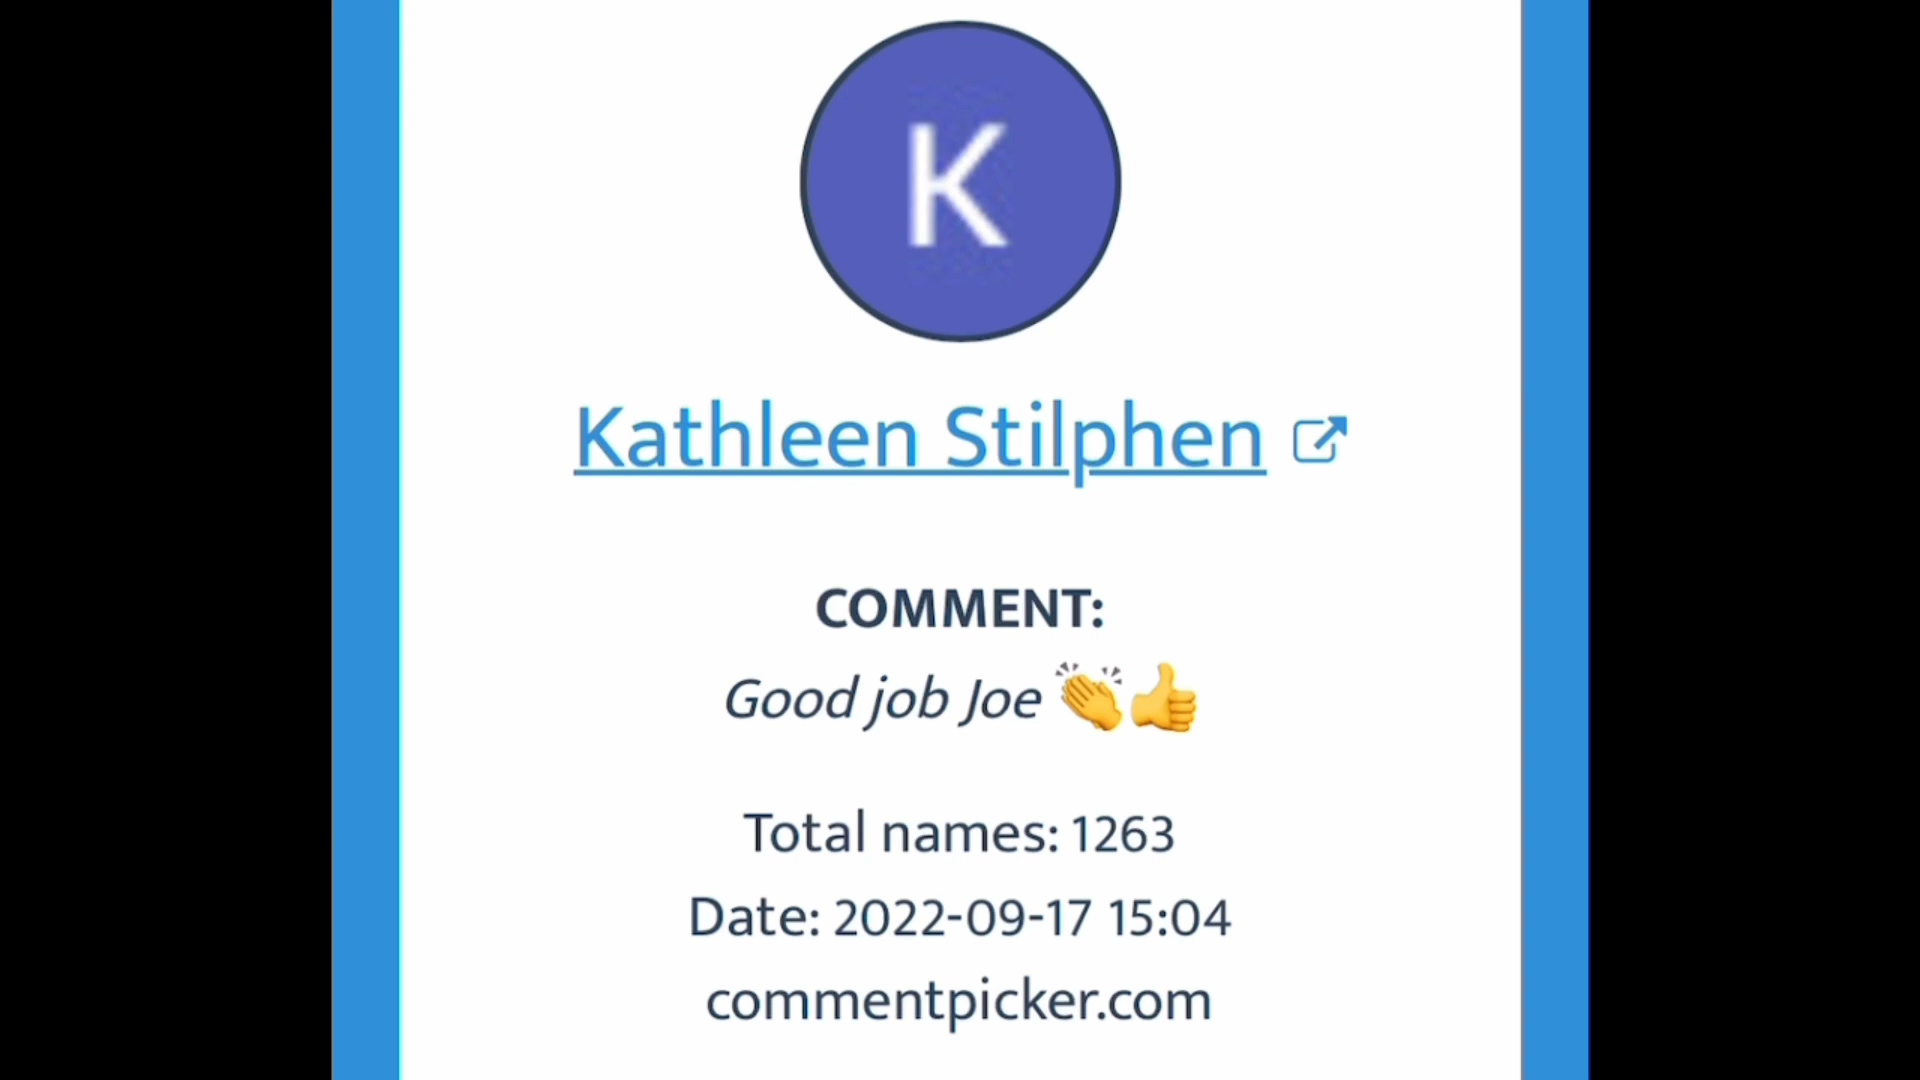 K
Kathleen Stilphen
COMMENT:
Good job Joe 👏👍
Total names: 1263
Date: 2022-09-17 15:04
commentpicker.com